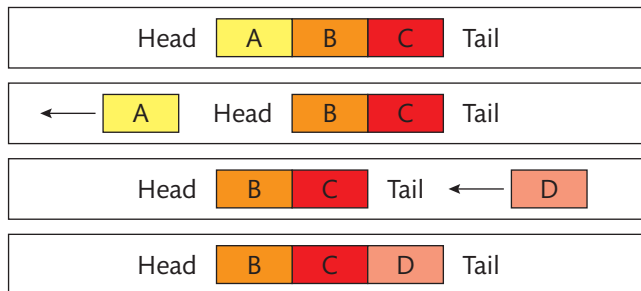 Head A B C Tail
A Head B C Tail
Head B C Tail D
Head B C D Tail